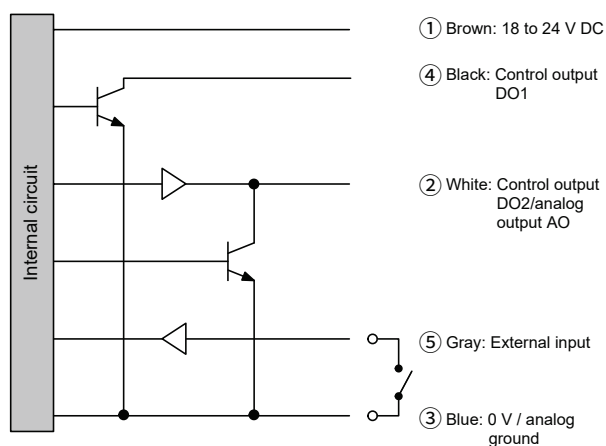 ① Brown: 18 to 24 V DC
④ Black: Control output
DO1
Internal circuit
② White: Control output
DO2/analog
output AO
⑤ Gray: External input
③ Blue: 0 V / analog
ground